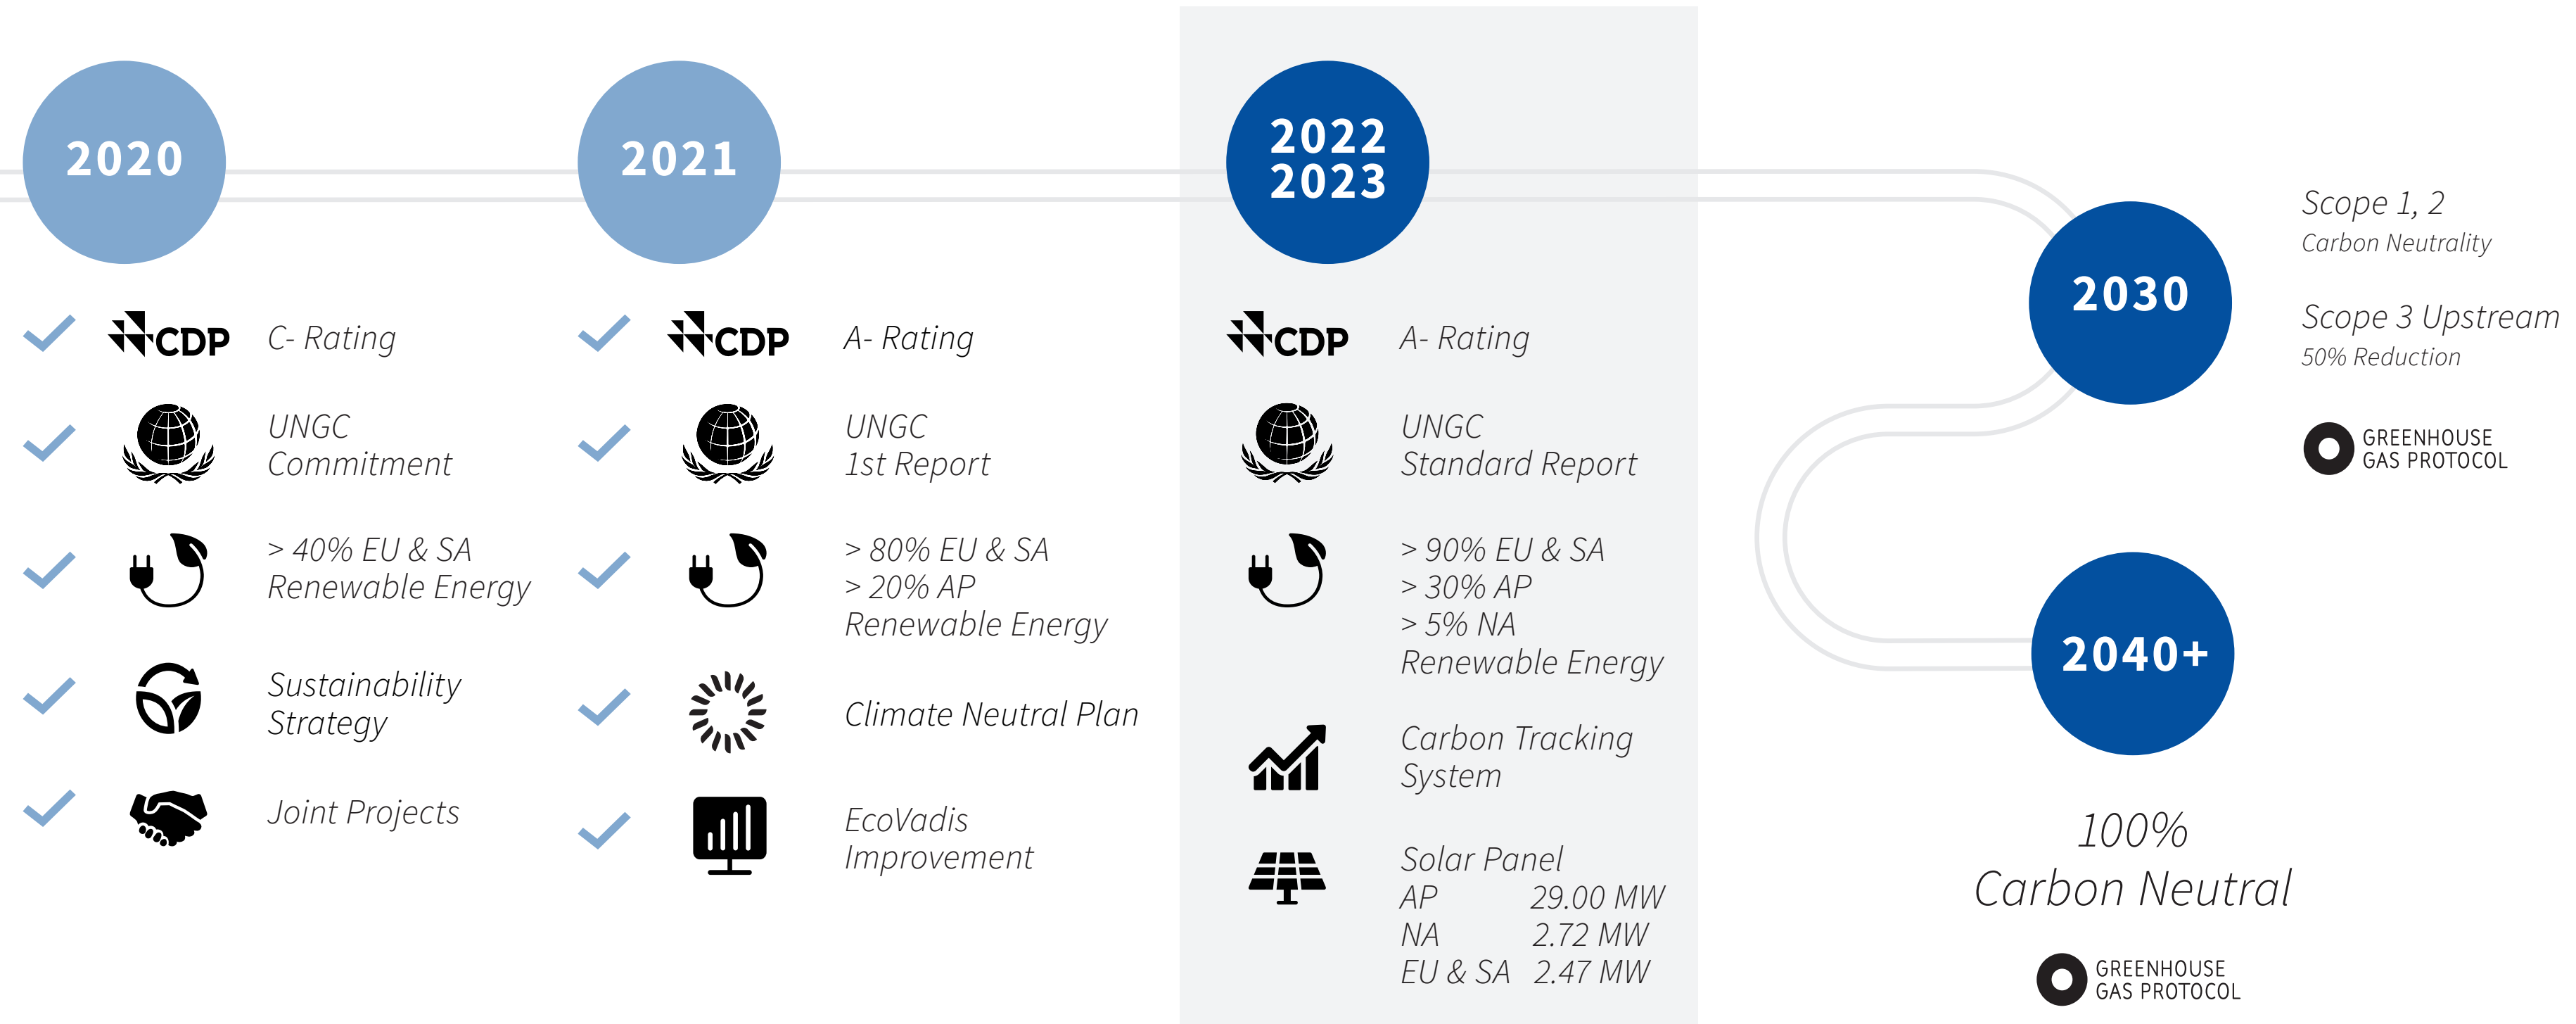 2020
CDP C- Rating
UNGC
Commitment
> 40% EU & SA
Renewable Energy
Sustainability
Strategy
Joint Projects
2021
CDP A- Rating
UNGC
1st Report
> 80% EU & SA
> 20% AP
Renewable Energy
Climate Neutral Plan
EcoVadis
Improvement
2022
2023
CDP A- Rating
UNGC
Standard Report
> 90% EU & SA
> 30% AP
> 5% NA
Renewable Energy
Carbon Tracking
System
Solar Panel
AP 29.00 MW
NA 2.72 MW
EU & SA 2.47 MW
2030
Scope 1, 2
Carbon Neutrality
Scope 3 Upstream
50% Reduction
GREENHOUSE
GAS PROTOCOL
2040+
100%
Carbon Neutral
GREENHOUSE
GAS PROTOCOL